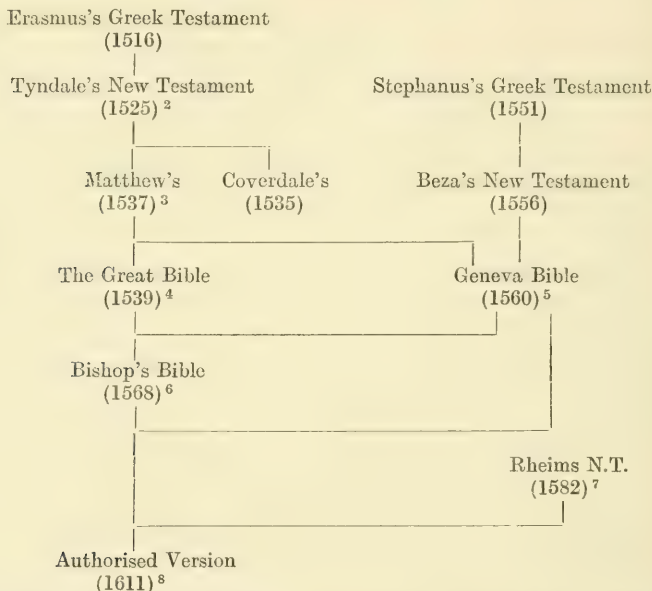 Erasmus's Greek Testament
(1516)
Tyndale's New Testament Stephanus's Greek Testament
(1525) 2 (1551)
Matthew's Coverdale's Beza's New Testament
(1537) 3 (1535) (1556)
The Great Bible Geneva Bible
(1539) 4 (1560) 5
Bishop's Bible
(1568) 6
Rheims N.T.
(1582) 7
Authorised Version
(1611) 8